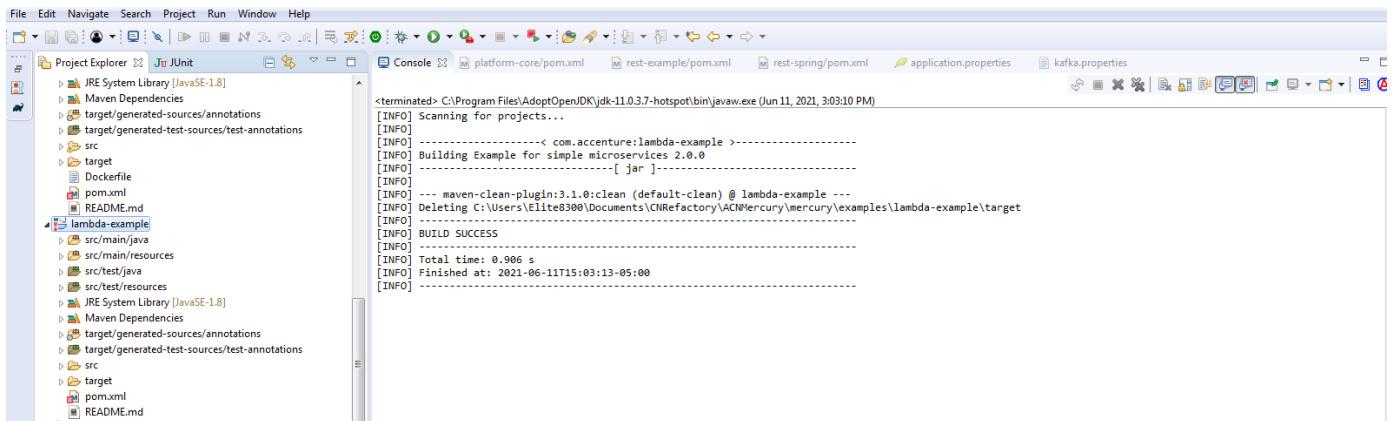 File Edit Navigate Search Project Run Window Help
Project Explorer JUnit
JRE System Library [JavaSE-1.8]
Maven Dependencies
target/generated-sources/annotations
target/generated-test-sources/test-annotations
src
target
Dockerfile
pom.xml
README.md
lambda-example
src/main/java
src/main/resources
src/test/java
src/test/resources
JRE System Library [JavaSE-1.8]
Maven Dependencies
target/generated-sources/annotations
target/generated-test-sources/test-annotations
src
target
pom.xml
README.md
Console platform-core/pom.xml rest-example/pom.xml rest-spring/pom.xml application.properties kafka.properties
<terminated> C:\Program Files\AdoptOpenJDK\jdk-11.0.3.7-hotspot\bin\javaw.exe (Jun 11, 2021, 3:03:10 PM)
[INFO] Scanning for projects...
[INFO]
[INFO] --------------------< com.accenture:lambda-example >--------------------
[INFO] Building Example for simple microservices 2.0.0
[INFO] --------------------------------[ jar ]---------------------------------
[INFO]
[INFO] --- maven-clean-plugin:3.1.0:clean (default-clean) @ lambda-example ---
[INFO] Deleting C:\Users\Elite8300\Documents\CNRefactory\ACNMercury\mercury\examples\lambda-example\target
[INFO] ------------------------------------------------------------------------
[INFO] BUILD SUCCESS
[INFO] ------------------------------------------------------------------------
[INFO] Total time: 0.906 s
[INFO] Finished at: 2021-06-11T15:03:13-05:00
[INFO] ------------------------------------------------------------------------